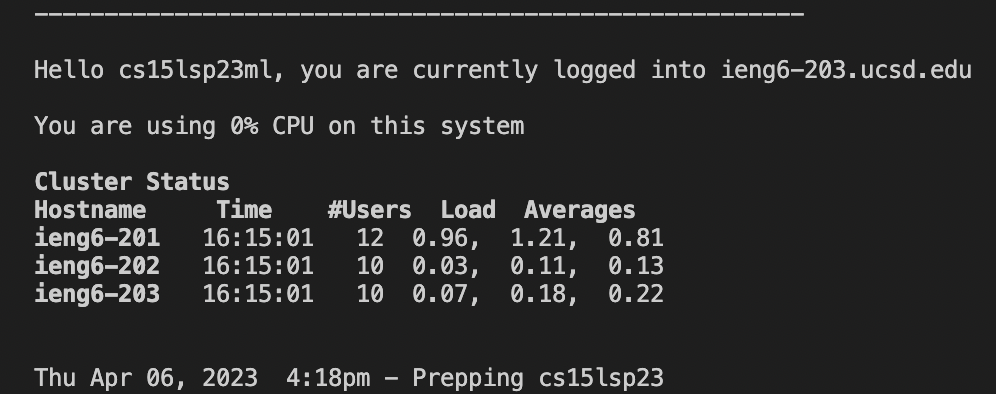 -------------------------------------------------------
Hello cs15lsp23ml, you are currently logged into ieng6-203.ucsd.edu
You are using 0% CPU on this system
Cluster Status
Hostname     Time    #Users  Load  Averages
ieng6-201   16:15:01   12  0.96,  1.21,  0.81
ieng6-202   16:15:01   10  0.03,  0.11,  0.13
ieng6-203   16:15:01   10  0.07,  0.18,  0.22
Thu Apr 06, 2023  4:18pm - Prepping cs15lsp23